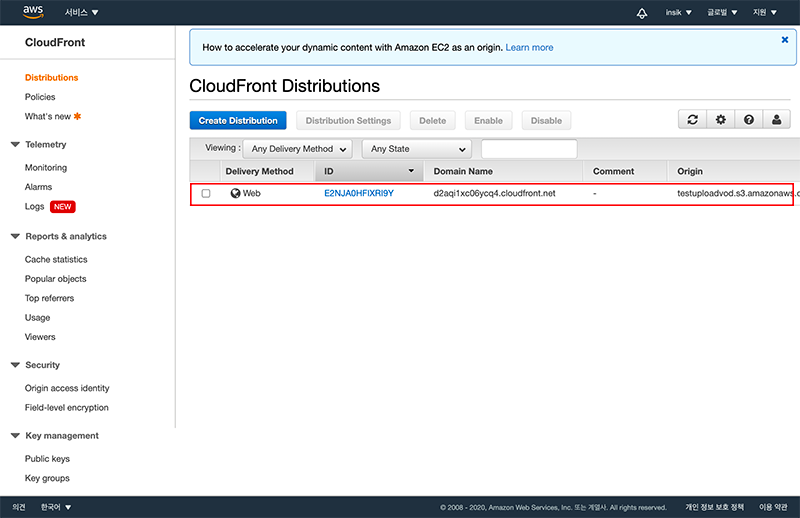 aws 서비스 insik 글로벌 지원
CloudFront
Distributions
Policies
What's new
Telemetry
Monitoring
Alarms
Logs NEW
Reports & analytics
Cache statistics
Popular objects
Top referrers
Usage
Viewers
Security
Origin access identity
Field-level encryption
Key management
Public keys
Key groups
How to accelerate your dynamic content with Amazon EC2 as an origin. Learn more
CloudFront Distributions
Create Distribution Distribution Settings Delete Enable Disable
Viewing : Any Delivery Method Any State
Delivery Method ID Domain Name Comment Origin
Web E2NJA0HFIXRI9Y d2aqi1xc06ycq4.cloudfront.net - testuploadvod.s3.amazonaws.c
의견 한국어 © 2008 - 2020, Amazon Web Services, Inc. 또는 계열사. All rights reserved. 개인 정보 보호 정책 이용 약관